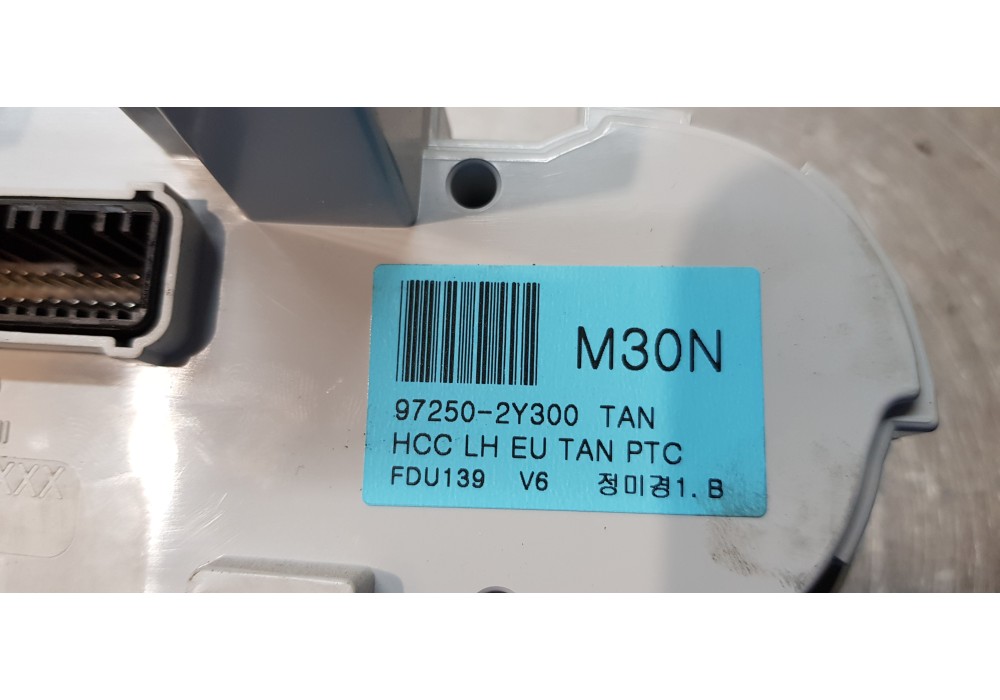 M30N
97250-2Y300 TAN
HCC LH EU TAN PTC
FDU139 V6 정미경1. B